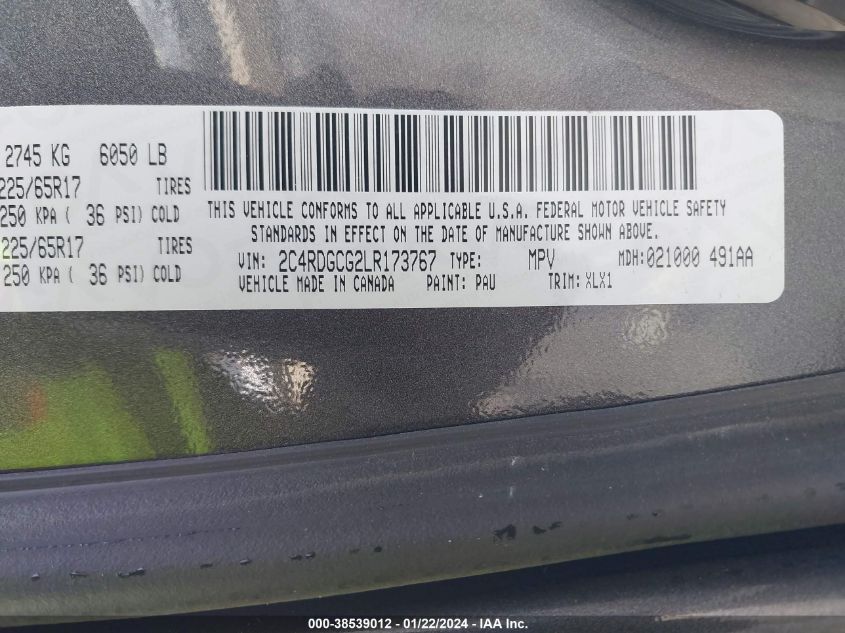 2745 KG 6050 LB
225/65R17 TIRES
250 KPA ( 36 PSI) COLD
225/65R17 TIRES
250 KPA ( 36 PSI) COLD
THIS VEHICLE CONFORMS TO ALL APPLICABLE U.S.A. FEDERAL MOTOR VEHICLE SAFETY
STANDARDS IN EFFECT ON THE DATE OF MANUFACTURE SHOWN ABOVE.
VIN: 2C4RDGCG2LR173767 TYPE: MPV MDH:021000 491AA
VEHICLE MADE IN CANADA PAINT: PAU TRIM: XLX1
000-38539012 - 01/22/2024 - IAA Inc.